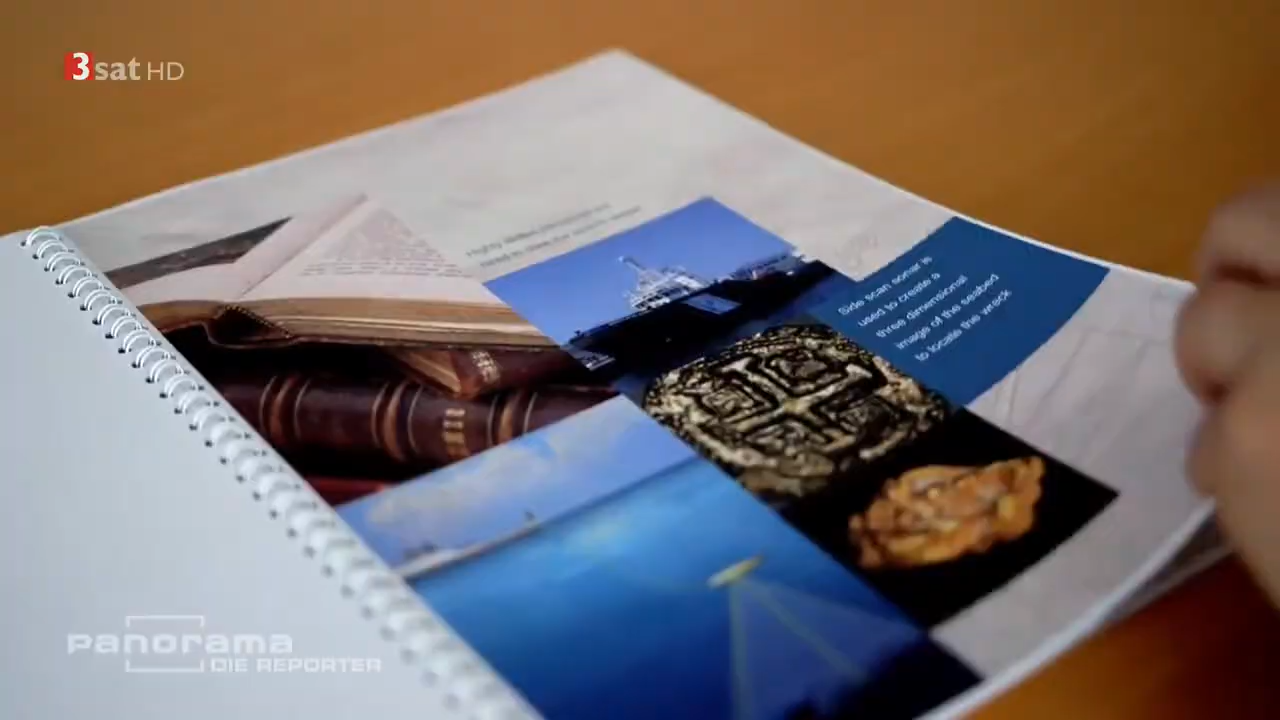 3sat HD
Side scan sonar is
used to create a
three dimensional
image of the seabed
to locate the wreck
panorama
DIE REPORTER